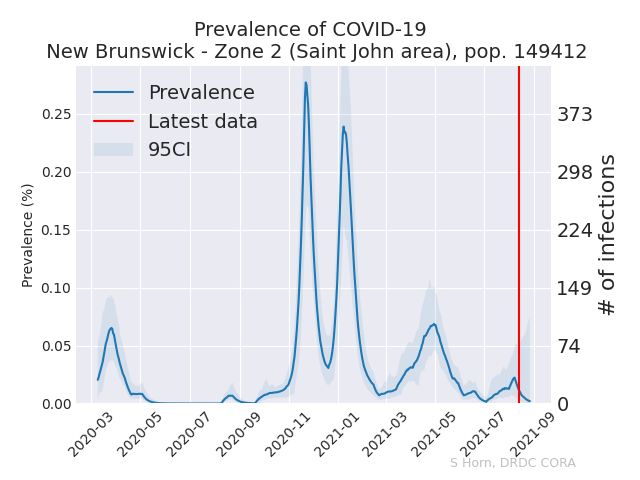 Prevalence of COVID-19
New Brunswick - Zone 2 (Saint John area), pop. 149412
Prevalence
Latest data
95CI
Prevalence (%)
0.25
0.20
0.15
0.10
0.05
0.00
373
298
224
149
74
0
# of infections
2020-03
2020-05
2020-07
2020-09
2020-11
2021-01
2021-03
2021-05
2021-07
2021-09
S Horn, DRDC CORA